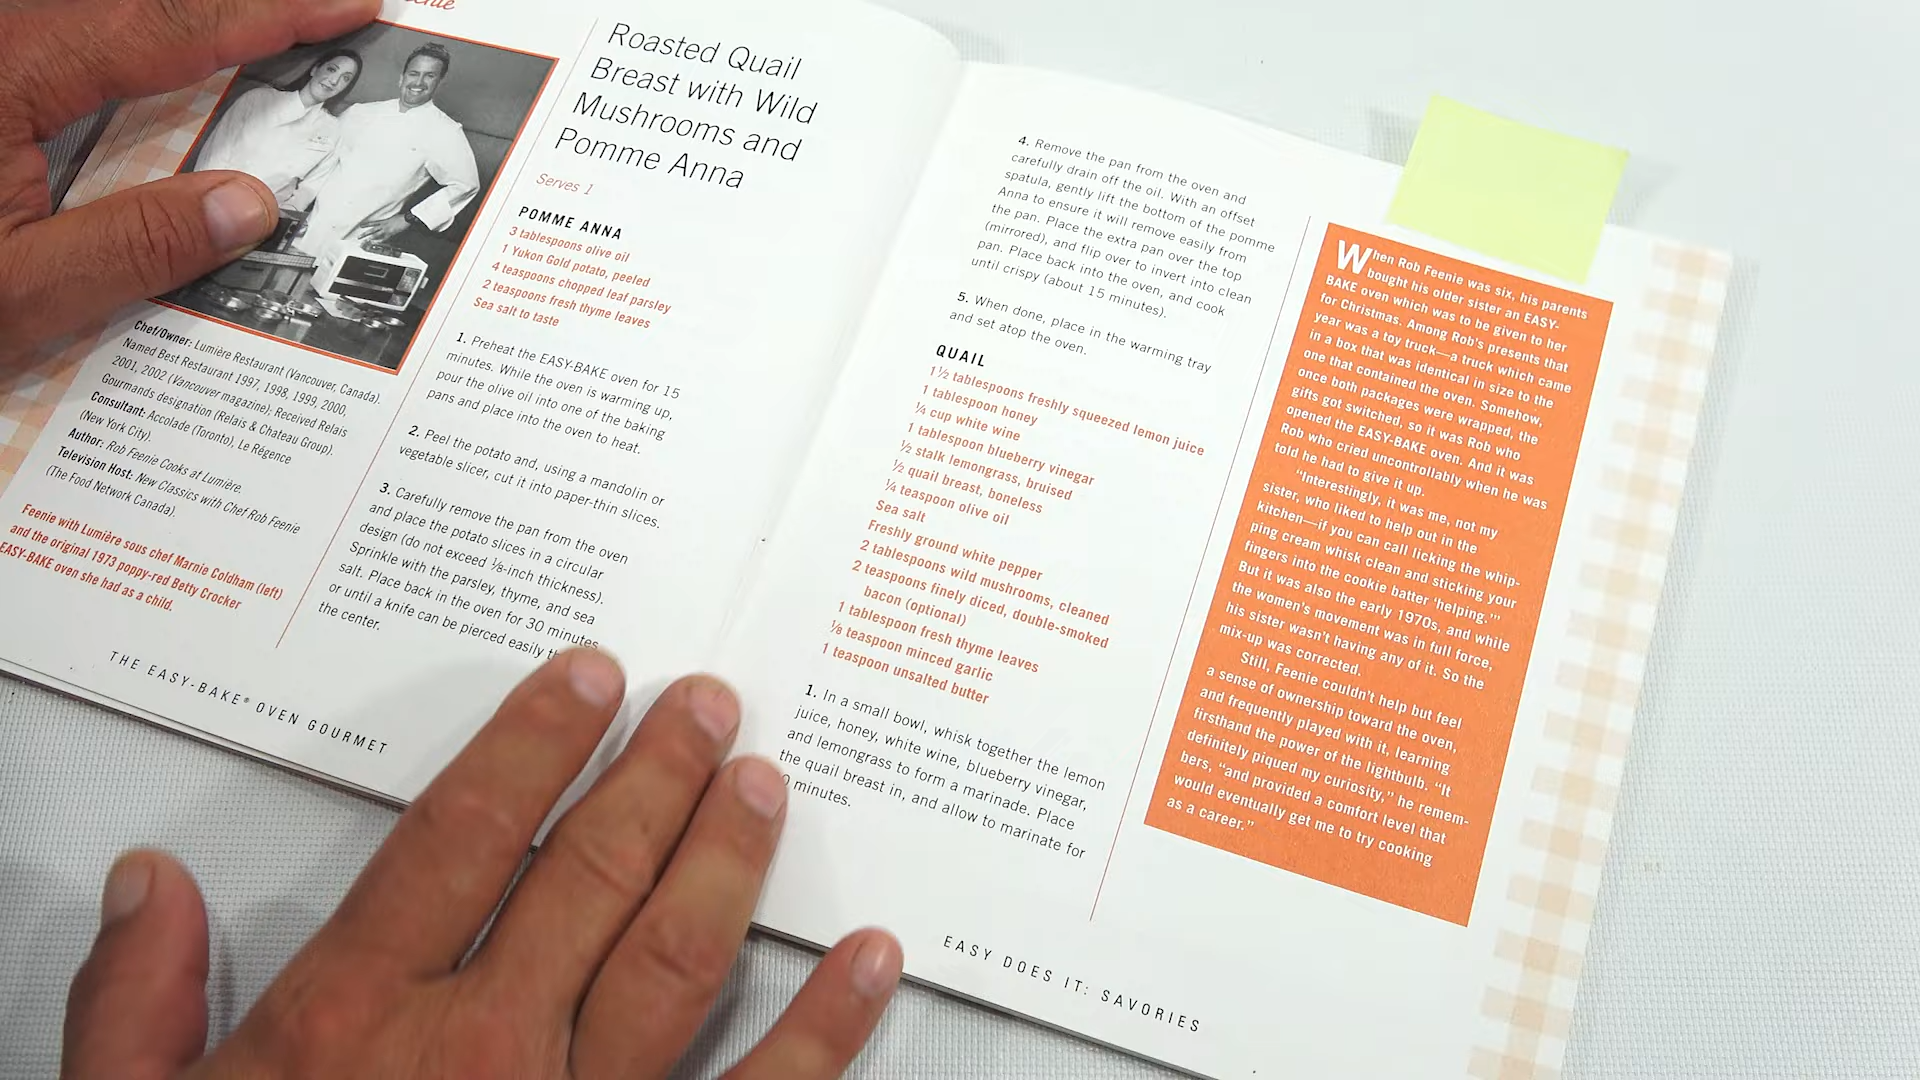 Chef/Owner: Lumière Restaurant (Vancouver, Canada).
Named Best Restaurant 1997, 1998, 1999, 2000,
2001, 2002 (Vancouver magazine); Received Relais
Gourmands designation (Relais & Chateau Group).
Consultant: Accolade (Toronto), Le Régence
(New York City).
Author: Rob Feenie Cooks at Lumière.
Television Host: New Classics with Chef Rob Feenie
(The Food Network Canada).
Feenie with Lumière sous chef Marnie Coldham (left)
and the original 1973 poppy-red Betty Crocker
EASY-BAKE oven she had as a child.
THE EASY-BAKE® OVEN GOURMET
Roasted Quail
Breast with Wild
Mushrooms and
Pomme Anna
Serves 1
POMME ANNA
3 tablespoons olive oil
1 Yukon Gold potato, peeled
4 teaspoons chopped leaf parsley
2 teaspoons fresh thyme leaves
Sea salt to taste
1. Preheat the EASY-BAKE oven for 15
minutes. While the oven is warming up,
pour the olive oil into one of the baking
pans and place into the oven to heat.
2. Peel the potato and, using a mandolin or
vegetable slicer, cut it into paper-thin slices.
3. Carefully remove the pan from the oven
and place the potato slices in a circular
design (do not exceed ⅛-inch thickness).
Sprinkle with the parsley, thyme, and sea
salt. Place back in the oven for 30 minutes
or until a knife can be pierced easily
the center.
4. Remove the pan from the oven and
carefully drain off the oil. With an offset
spatula, gently lift the bottom of the pomme
Anna to ensure it will remove easily from
the pan. Place the extra pan over the top
(mirrored), and flip over to invert into clean
pan. Place back into the oven, and cook
until crispy (about 15 minutes).
5. When done, place in the warming tray
and set atop the oven.
QUAIL
1½ tablespoons freshly squeezed lemon juice
1 tablespoon honey
¼ cup white wine
1 tablespoon blueberry vinegar
½ stalk lemongrass, bruised
½ quail breast, boneless
¼ teaspoon olive oil
Sea salt
Freshly ground white pepper
2 tablespoons wild mushrooms, cleaned
2 teaspoons finely diced, double-smoked
bacon (optional)
1 tablespoon fresh thyme leaves
⅛ teaspoon minced garlic
1 teaspoon unsalted butter
1. In a small bowl, whisk together the lemon
juice, honey, white wine, blueberry vinegar,
and lemongrass to form a marinade. Place
the quail breast in, and allow to marinate for
minutes.
When Rob Feenie was six, his parents
bought his older sister an EASY-
BAKE oven which was to be given to her
for Christmas. Among Rob's presents that
year was a toy truck—a truck which came
in a box that was identical in size to the
one that contained the oven. Somehow,
once both packages were wrapped, the
gifts got switched, so it was Rob who
opened the EASY-BAKE oven. And it was
Rob who cried uncontrollably when he was
told he had to give it up.
"Interestingly, it was me, not my
sister, who liked to help out in the
kitchen—if you can call licking the whip-
ping cream whisk clean and sticking your
fingers into the cookie batter 'helping.'"
But it was also the early 1970s, and while
the women's movement was in full force,
his sister wasn't having any of it. So the
mix-up was corrected.
Still, Feenie couldn't help but feel
a sense of ownership toward the oven,
and frequently played with it, learning
firsthand the power of the lightbulb. "It
definitely piqued my curiosity," he remem-
bers, "and provided a comfort level that
would eventually get me to try cooking
as a career."
EASY DOES IT: SAVORIES